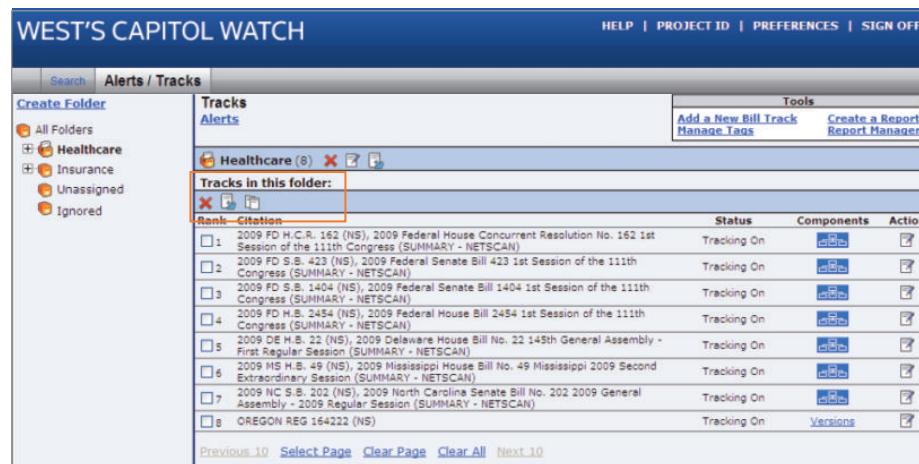 WEST'S CAPITOL WATCH
HELP | PROJECT ID | PREFERENCES | SIGN OFF
Search Alerts / Tracks
Create Folder
All Folders
Healthcare
Insurance
Unassigned
Ignored
Tracks
Alerts
Tools
Add a New Bill Track Create a Report
Manage Tags Report Manager
Healthcare (8)
Tracks in this folder:
Rank Citation Status Components Actio
1 2009 FD H.C.R. 162 (NS), 2009 Federal House Concurrent Resolution No. 162 1st
Session of the 111th Congress (SUMMARY - NETSCAN) Tracking On
2 2009 FD S.B. 423 (NS), 2009 Federal Senate Bill 423 1st Session of the 111th
Congress (SUMMARY - NETSCAN) Tracking On
3 2009 FD S.B. 1404 (NS), 2009 Federal Senate Bill 1404 1st Session of the 111th
Congress (SUMMARY - NETSCAN) Tracking On
4 2009 FD H.B. 2454 (NS), 2009 Federal House Bill 2454 1st Session of the 111th
Congress (SUMMARY - NETSCAN) Tracking On
5 2009 DE H.B. 22 (NS), 2009 Delaware House Bill No. 22 145th General Assembly -
First Regular Session (SUMMARY - NETSCAN) Tracking On
6 2009 MS H.B. 49 (NS), 2009 Mississippi House Bill No. 49 Mississippi 2009 Second
Extraordinary Session (SUMMARY - NETSCAN) Tracking On
7 2009 NC S.B. 202 (NS), 2009 North Carolina Senate Bill No. 202 2009 General
Assembly - 2009 Regular Session (SUMMARY - NETSCAN) Tracking On
8 OREGON REG 164222 (NS) Tracking On Versions
Previous 10 Select Page Clear Page Clear All Next 10